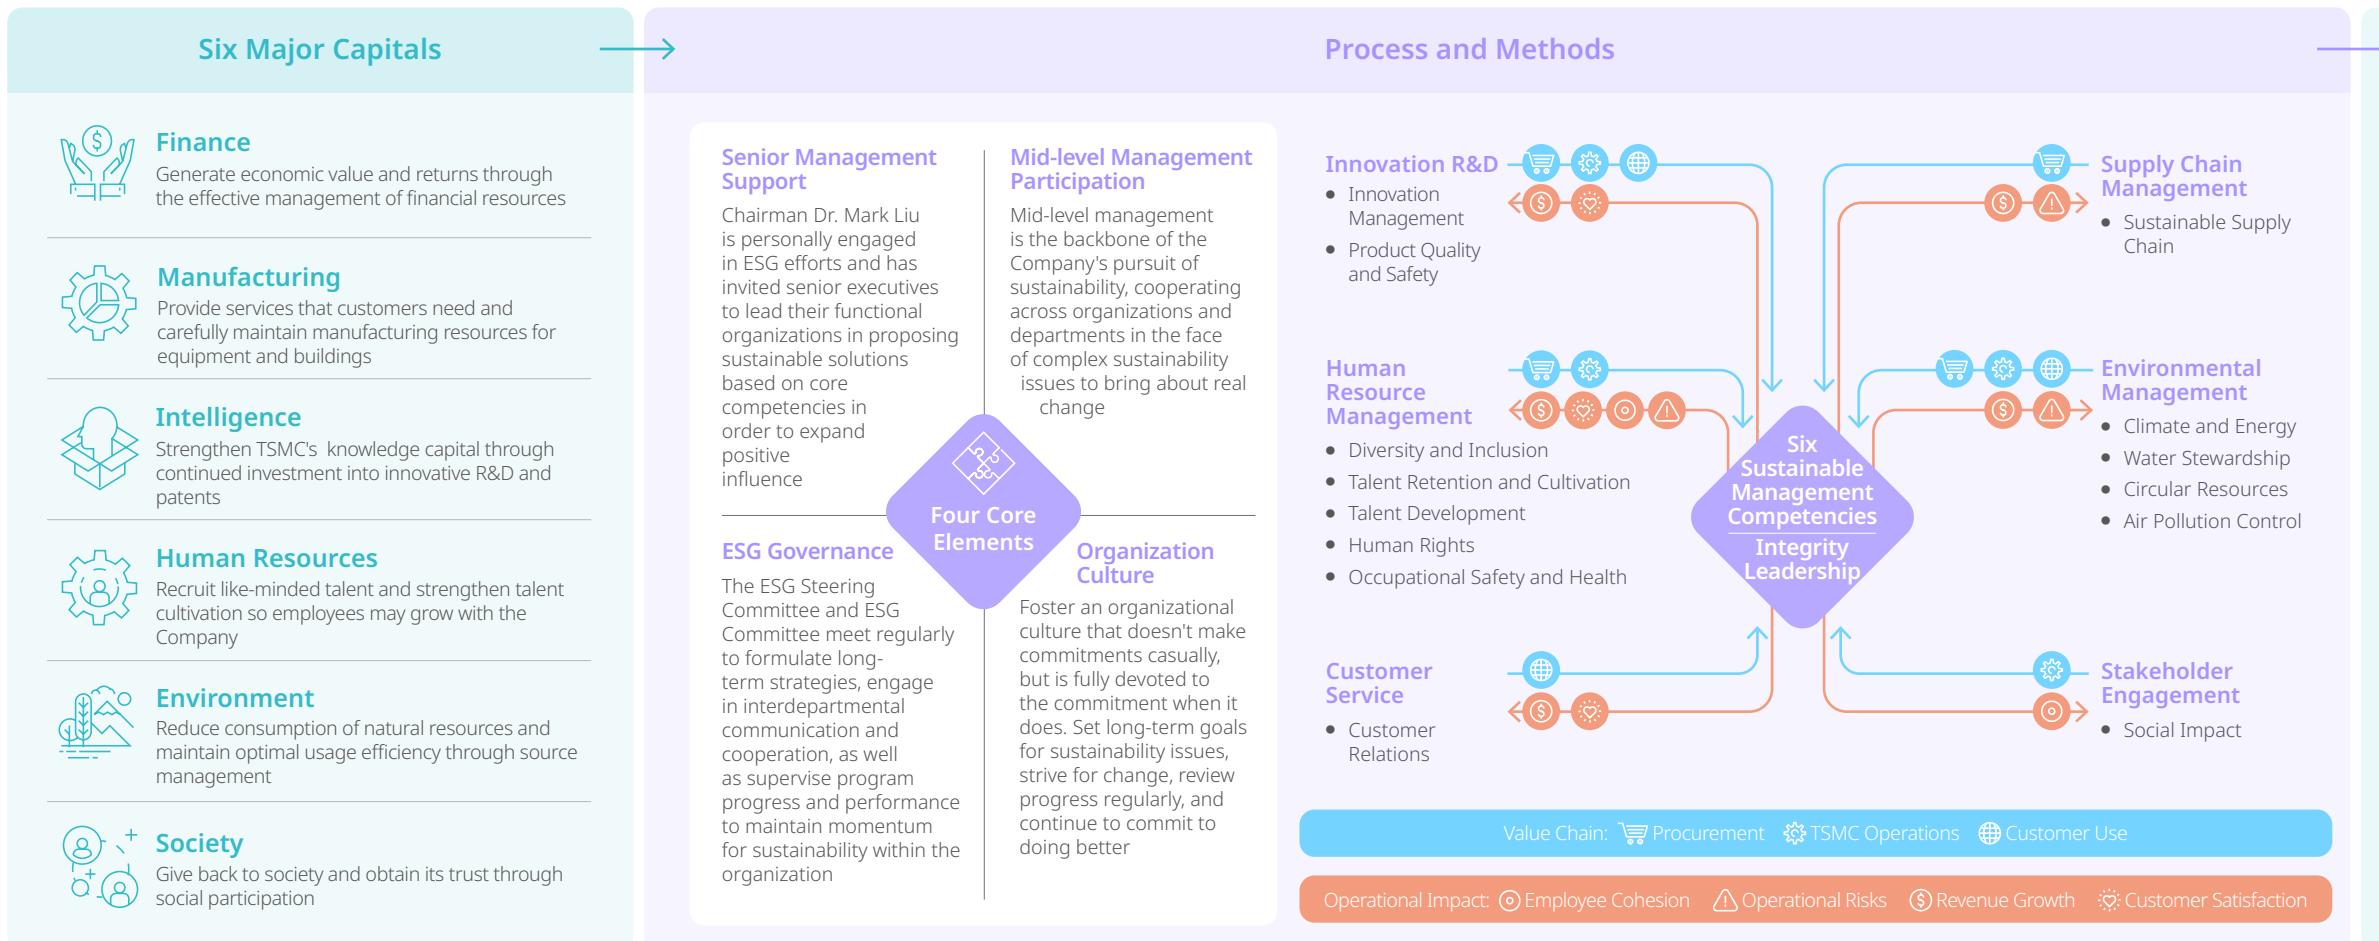 Six Major Capitals
Finance
Generate economic value and returns through
the effective management of financial resources
Manufacturing
Provide services that customers need and
carefully maintain manufacturing resources for
equipment and buildings
Intelligence
Strengthen TSMC's knowledge capital through
continued investment into innovative R&D and
patents
Human Resources
Recruit like-minded talent and strengthen talent
cultivation so employees may grow with the
Company
Environment
Reduce consumption of natural resources and
maintain optimal usage efficiency through source
management
Society
Give back to society and obtain its trust through
social participation
Process and Methods
Senior Management
Support
Chairman Dr. Mark Liu
is personally engaged
in ESG efforts and has
invited senior executives
to lead their functional
organizations in proposing
sustainable solutions
based on core
competencies in
order to expand
positive
influence
Mid-level Management
Participation
Mid-level management
is the backbone of the
Company's pursuit of
sustainability, cooperating
across organizations and
departments in the face
of complex sustainability
issues to bring about real
change
Four Core
Elements
ESG Governance
The ESG Steering
Committee and ESG
Committee meet regularly
to formulate long-
term strategies, engage
in interdepartmental
communication and
cooperation, as well
as supervise program
progress and performance
to maintain momentum
for sustainability within the
organization
Organization
Culture
Foster an organizational
culture that doesn't make
commitments casually,
but is fully devoted to
the commitment when it
does. Set long-term goals
for sustainability issues,
strive for change, review
progress regularly, and
continue to commit to
doing better
Innovation R&D
• Innovation
Management
• Product Quality
and Safety
Human
Resource
Management
• Diversity and Inclusion
• Talent Retention and Cultivation
• Talent Development
• Human Rights
• Occupational Safety and Health
Customer
Service
• Customer
Relations
Six
Sustainable
Management
Competencies
Integrity
Leadership
Supply Chain
Management
• Sustainable Supply
Chain
Environmental
Management
• Climate and Energy
• Water Stewardship
• Circular Resources
• Air Pollution Control
Stakeholder
Engagement
• Social Impact
Value Chain: Procurement TSMC Operations Customer Use
Operational Impact: Employee Cohesion Operational Risks Revenue Growth Customer Satisfaction